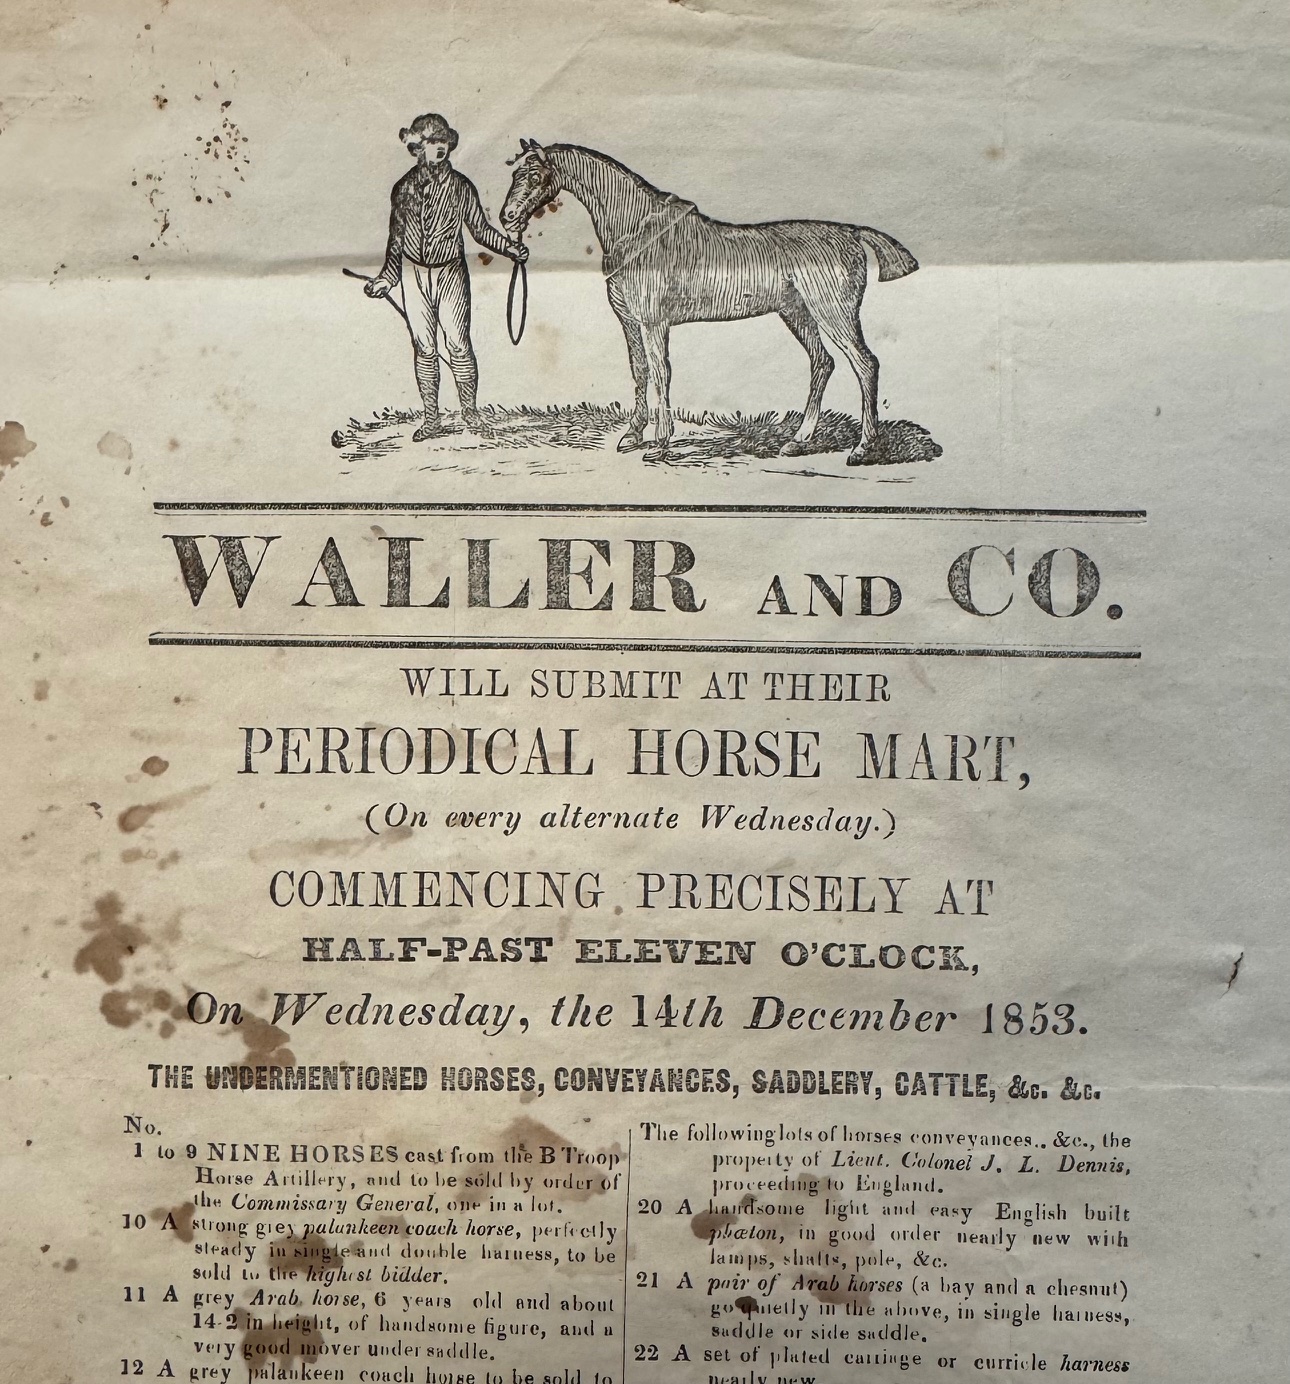 WALLER AND CO.
WILL SUBMIT AT THEIR
PERIODICAL HORSE MART,
(On every alternate Wednesday.)
COMMENCING PRECISELY AT
HALF-PAST ELEVEN O'CLOCK,
On Wednesday, the 14th December 1853.
THE UNDERMENTIONED HORSES, CONVEYANCES, SADDLERY, CATTLE, &c. &c.
No.
1 to 9 NINE HORSES cast from the B Troop
Horse Artillery, and to be sold by order of
the Commissary General, one in a lot.
10 A strong grey palankeen coach horse, perfectly
steady in single and double harness, to be
sold to the highest bidder.
11 A grey Arab horse, 6 years old and about
14-2 in height, of handsome figure, and a
very good mover under saddle.
12 A grey palankeen coach horse to be sold to
The following lots of horses conveyances.. &c., the
property of Lieut. Colonel J. L. Dennis,
proceeding to England.
20 A handsome light and easy English built
phœton, in good order nearly new with
lamps, shafts, pole, &c.
21 A pair of Arab horses (a bay and a chesnut)
go quietly in the above, in single harness,
saddle or side saddle.
22 A set of plated carriage or curricle harness
nearly new